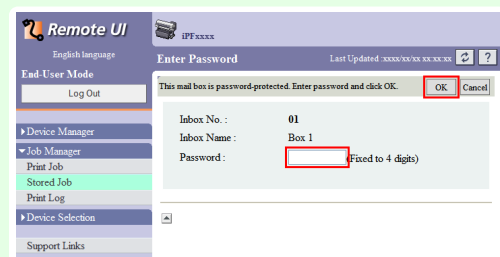 Remote UI
English language
End-User Mode
Log Out
Device Manager
Job Manager
Print Job
Stored Job
Print Log
Device Selection
Support Links
iPFxxxx
Enter Password
Last Updated :xxxx/xx/xx xx:xx:xx
?
This mail box is password-protected. Enter password and click OK.
OK
Cancel
Inbox No. : 01
Inbox Name : Box 1
Password : (Fixed to 4 digits)